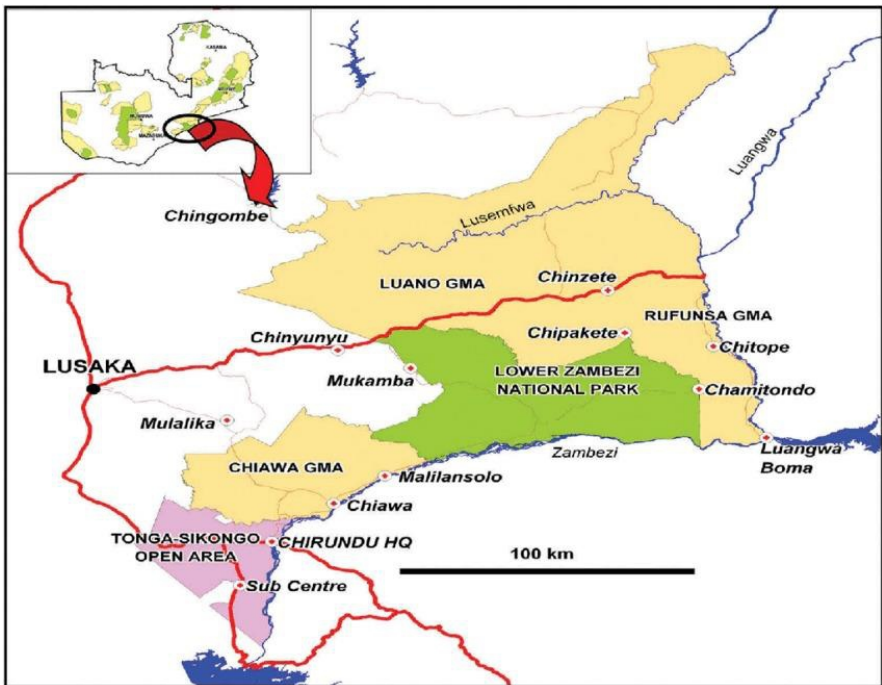 Luangwa
Chingombe
Lusemfwa
LUANO GMA
Chinzete
RUFUNSA GMA
Chipakete
Chinyunyu
Chitope
LUSAKA
Mukamba
LOWER ZAMBEZI
NATIONAL PARK
Chamitondo
Mulalika
Luangwa
Boma
Zambezi
CHIAWA GMA
Malilansolo
Chiawa
TONGA-SIKONGO
OPEN AREA
CHIRUNDU HQ
100 km
Sub Centre